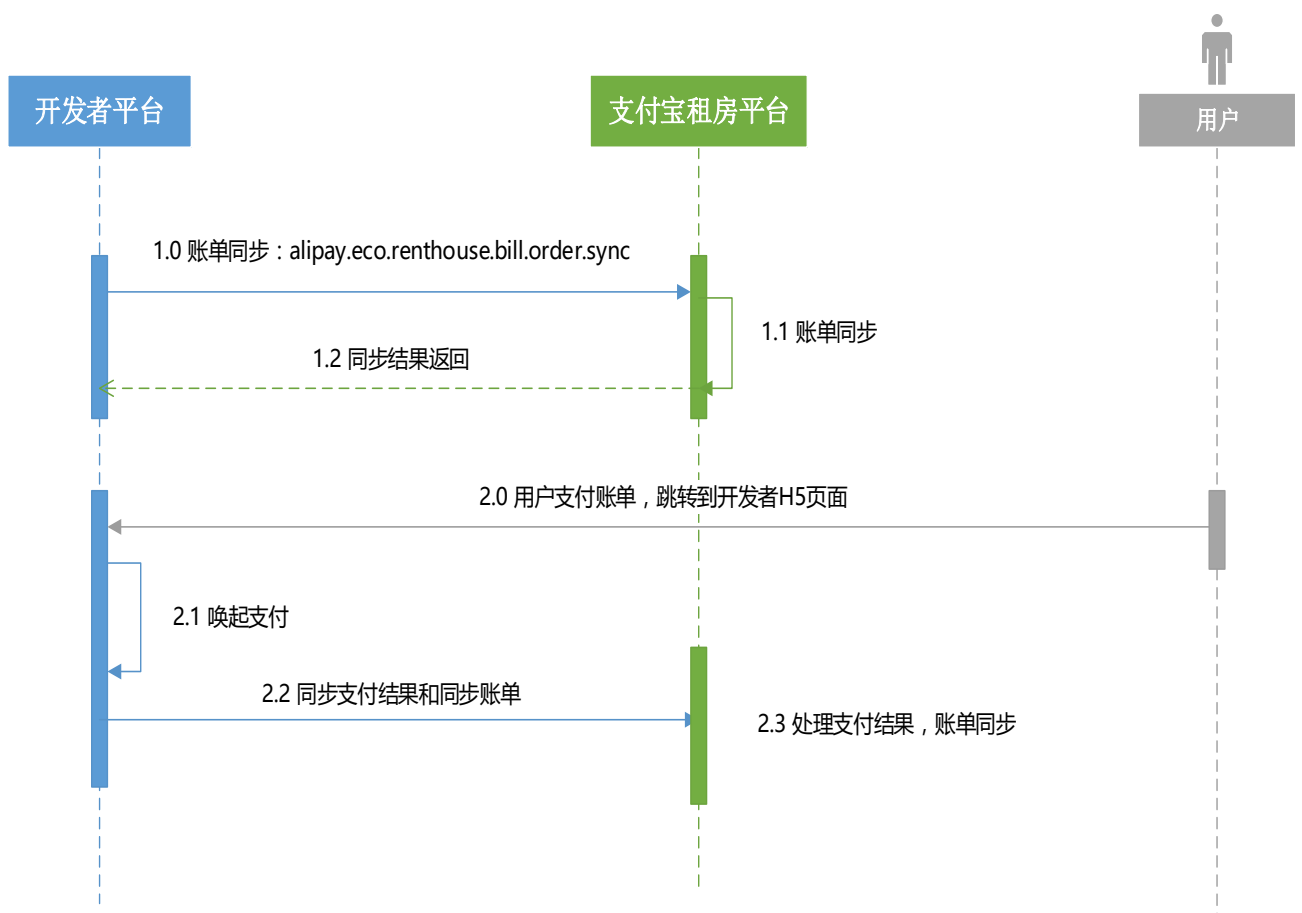 开发者平台
支付宝租房平台
用户
1.0 账单同步：alipay.eco.renthouse.bill.order.sync
1.1 账单同步
1.2 同步结果返回
2.0 用户支付账单，跳转到开发者H5页面
2.1 唤起支付
2.2 同步支付结果和同步账单
2.3 处理支付结果，账单同步